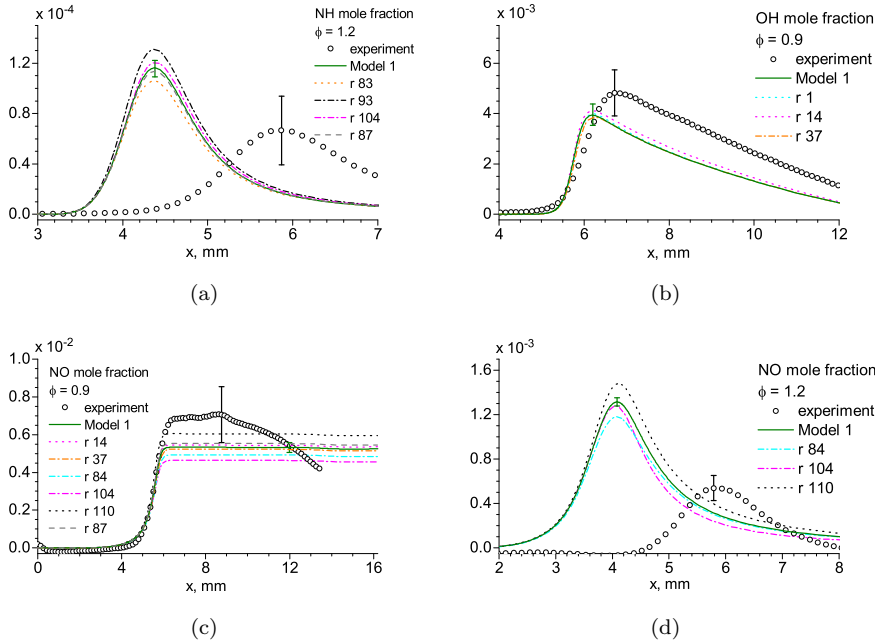 x 10⁻⁴
NH mole fraction
ϕ = 1.2
experiment
Model 1
r 83
r 93
r 104
r 87
1.2
0.8
0.4
0.0
3 4 5 6 7
x, mm
(a)
x 10⁻³
OH mole fraction
ϕ = 0.9
experiment
Model 1
r 1
r 14
r 37
6
4
2
0
4 6 8 10 12
x, mm
(b)
x 10⁻²
NO mole fraction
ϕ = 0.9
experiment
Model 1
r 14
r 37
r 84
r 104
r 110
r 87
1.0
0.8
0.6
0.4
0.2
0.0
0 4 8 12 16
x, mm
(c)
x 10⁻³
NO mole fraction
ϕ = 1.2
experiment
Model 1
r 84
r 104
r 110
1.6
1.2
0.8
0.4
0.0
2 3 4 5 6 7 8
x, mm
(d)